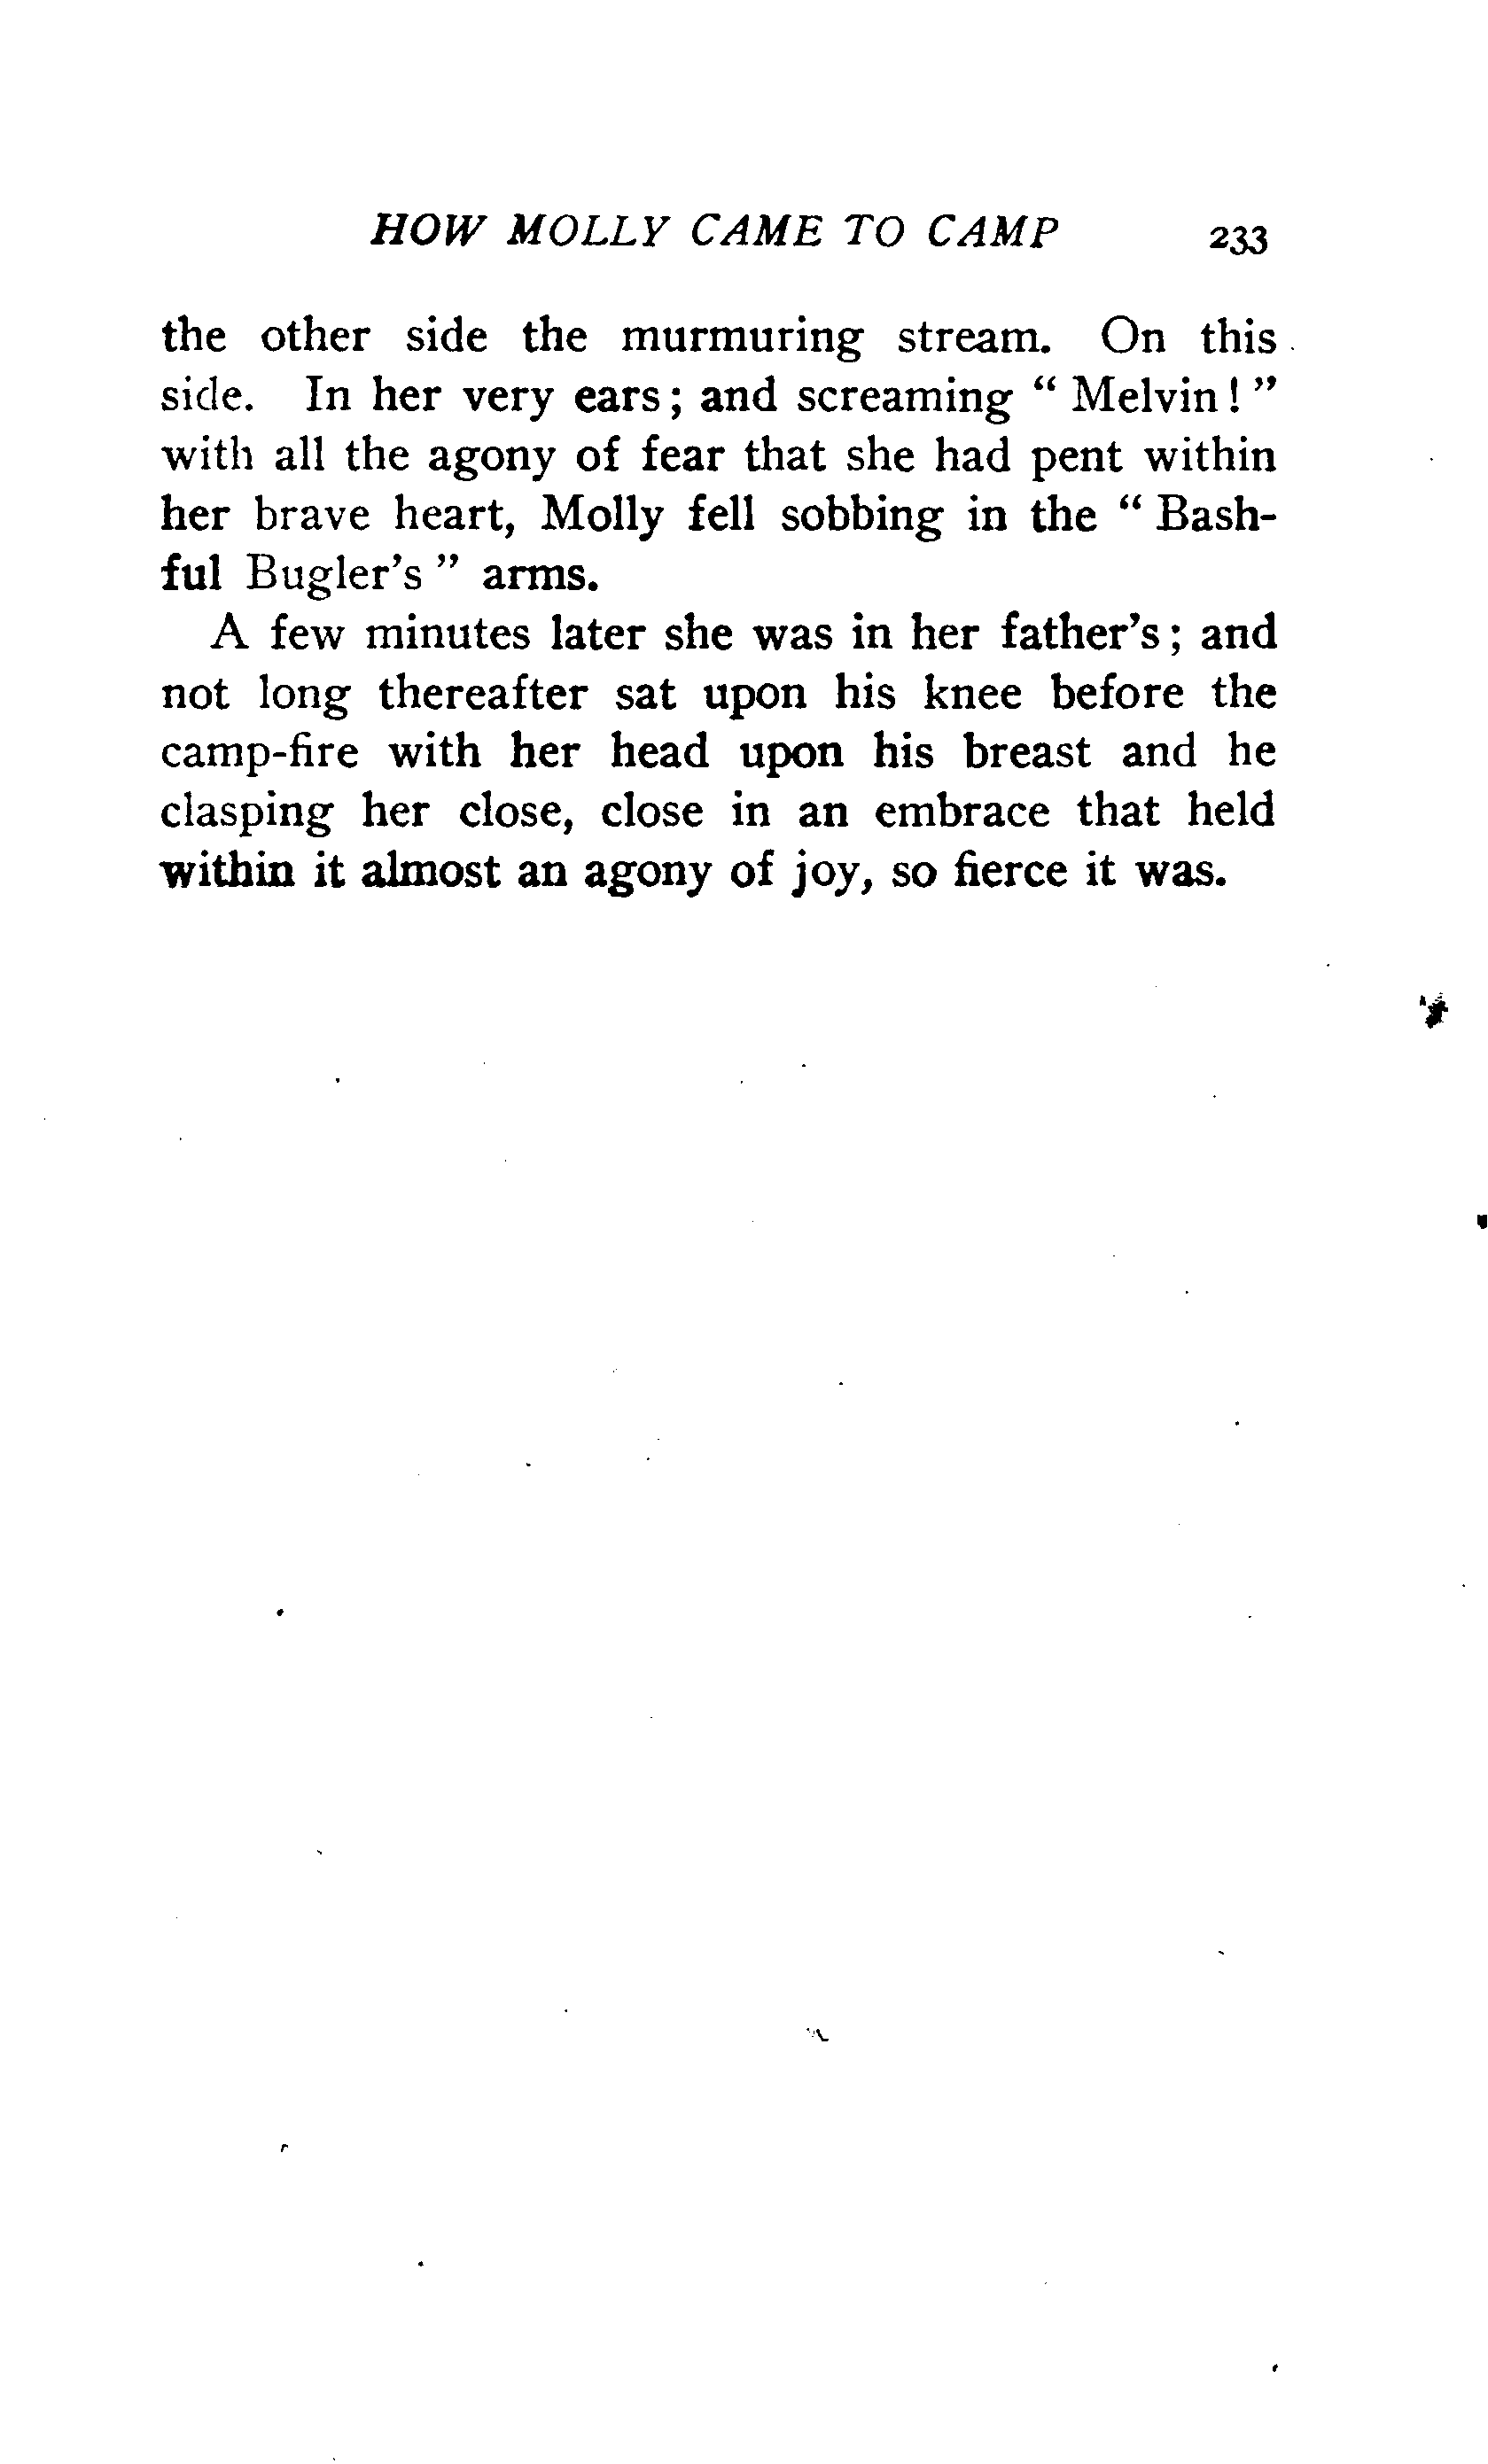 HOW MOLLY CAME TO CAMP 233
the other side the murmuring stream. On this
side. In her very ears; and screaming “Melvin!”
with all the agony of fear that she had pent within
her brave heart, Molly fell sobbing in the “Bash-
ful Bugler's” arms.
A few minutes later she was in her father's; and
not long thereafter sat upon his knee before the
camp-fire with her head upon his breast and he
clasping her close, close in an embrace that held
within it almost an agony of joy, so fierce it was.